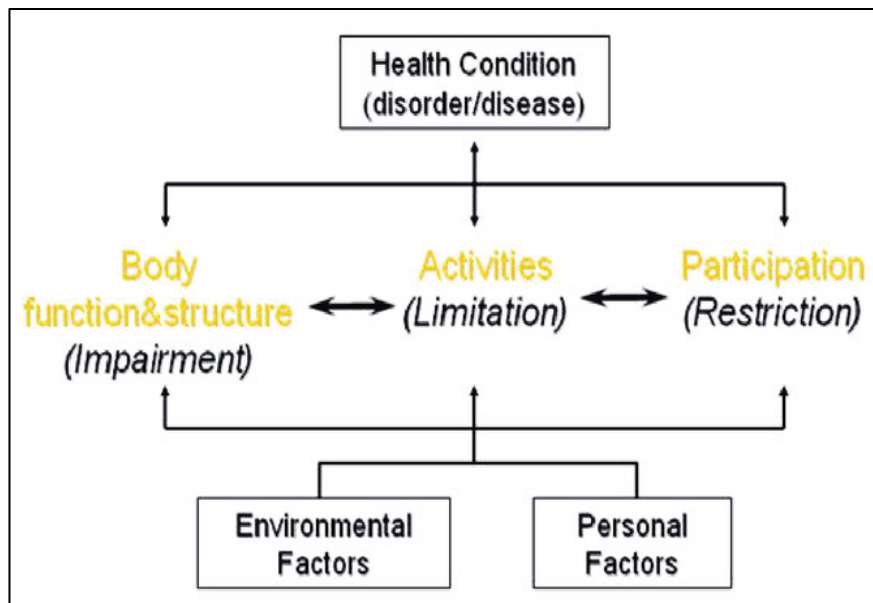 Health Condition
(disorder/disease)
Body
function&structure
(Impairment)
Activities
(Limitation)
Participation
(Restriction)
Environmental
Factors
Personal
Factors